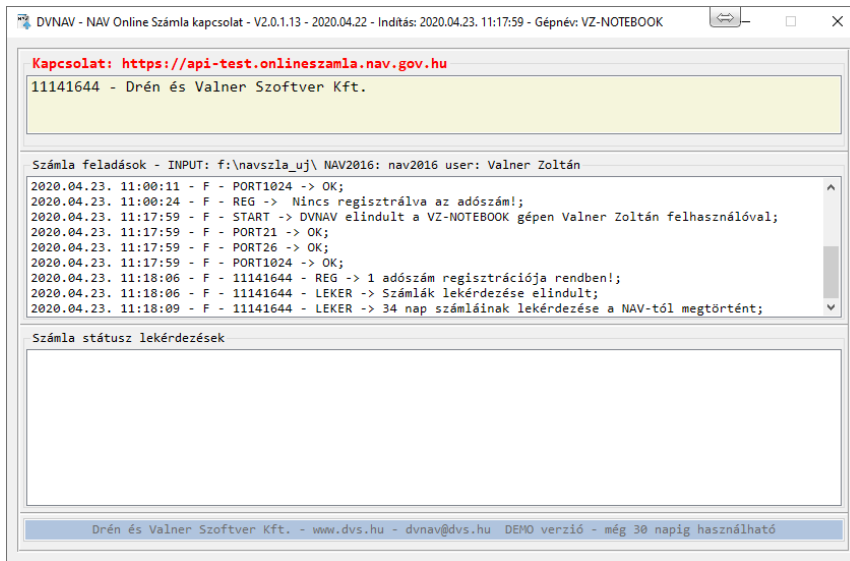 DVNAV - NAV Online Számla kapcsolat - V2.0.1.13 - 2020.04.22 - Indítás: 2020.04.23. 11:17:59 - Gépnév: VZ-NOTEBOOK
Kapcsolat: https://api-test.onlineszamla.nav.gov.hu
11141644 - Drén és Valner Szoftver Kft.
Számla feladások - INPUT: f:\navszla_uj\ NAV2016: nav2016 user: Valner Zoltán
2020.04.23. 11:00:11 - F - PORT1024 -> OK;
2020.04.23. 11:00:24 - F - REG ->  Nincs regisztrálva az adószám!;
2020.04.23. 11:17:59 - F - START -> DVNAV elindult a VZ-NOTEBOOK gépen Valner Zoltán felhasználóval;
2020.04.23. 11:17:59 - F - PORT21 -> OK;
2020.04.23. 11:17:59 - F - PORT26 -> OK;
2020.04.23. 11:17:59 - F - PORT1024 -> OK;
2020.04.23. 11:18:06 - F - 11141644 - REG -> 1 adószám regisztrációja rendben!;
2020.04.23. 11:18:06 - F - 11141644 - LEKER -> Számlák lekérdezése elindult;
2020.04.23. 11:18:09 - F - 11141644 - LEKER -> 34 nap számláinak lekérdezése a NAV-tól megtörtént;
Számla státusz lekérdezések
Drén és Valner Szoftver Kft. - www.dvs.hu - dvnav@dvs.hu  DEMO verzió - még 30 napig használható